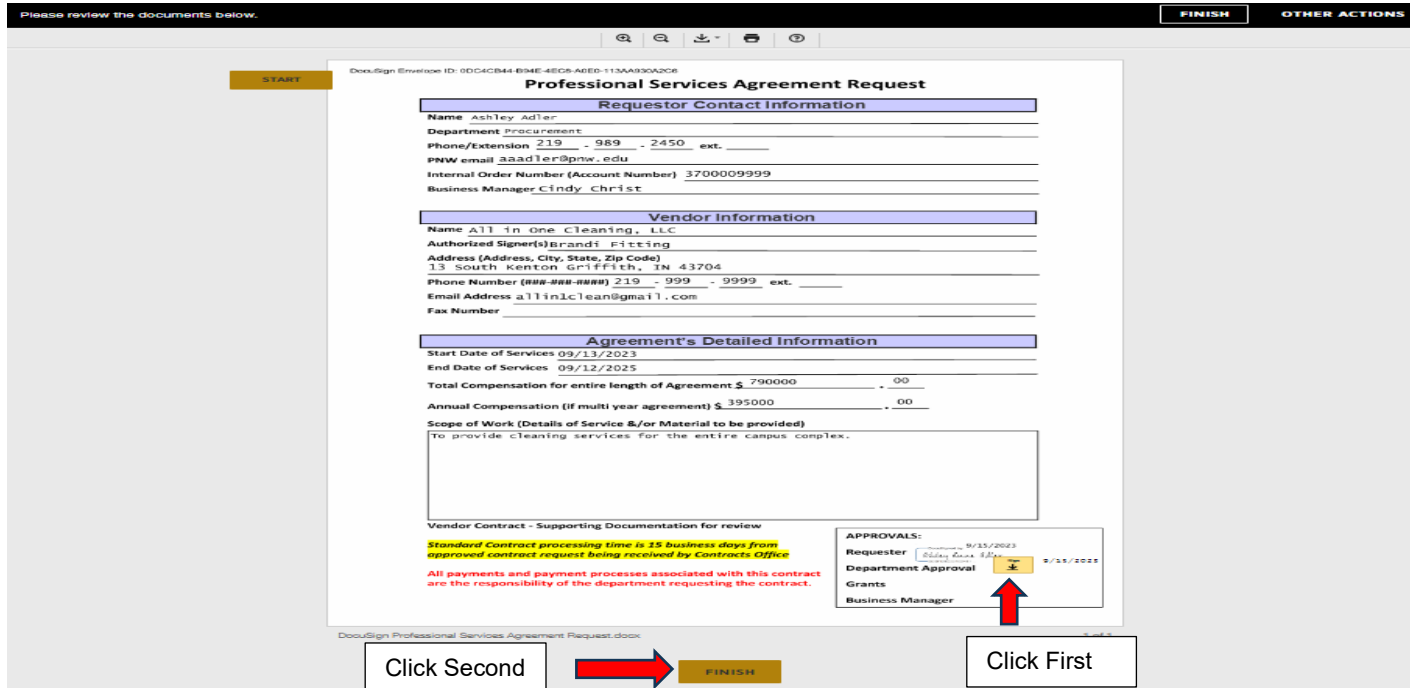 Please review the documents below.
FINISH
OTHER ACTIONS
START
DocuSign Envelope ID: 0DC4CB44-B94E-4EC8-A0E0-113AA930A2C6
Professional Services Agreement Request
Requestor Contact Information
Name Ashley Adler
Department Procurement
Phone/Extension 219 - 989 - 2450 ext.
PNW email aaadler@pnw.edu
Internal Order Number (Account Number) 3700009999
Business Manager Cindy Christ
Vendor Information
Name All in One Cleaning, LLC
Authorized Signer(s) Brandi Fitting
Address (Address, City, State, Zip Code)
13 South Kenton Griffith, IN 43704
Phone Number (###-###-####) 219 - 999 - 9999 ext.
Email Address allin1clean@gmail.com
Fax Number
Agreement's Detailed Information
Start Date of Services 09/13/2023
End Date of Services 09/12/2025
Total Compensation for entire length of Agreement $ 790000 . 00
Annual Compensation (if multi year agreement) $ 395000 . 00
Scope of Work (Details of Service &/or Material to be provided)
To provide cleaning services for the entire campus complex.
Vendor Contract - Supporting Documentation for review
Standard Contract processing time is 15 business days from
approved contract request being received by Contracts Office
All payments and payment processes associated with this contract
are the responsibility of the department requesting the contract.
APPROVALS:
9/15/2023
Requester
Department Approval 9/15/2023
Grants
Business Manager
DocuSign Professional Services Agreement Request.docx
1 of 1
Click Second
FINISH
Click First